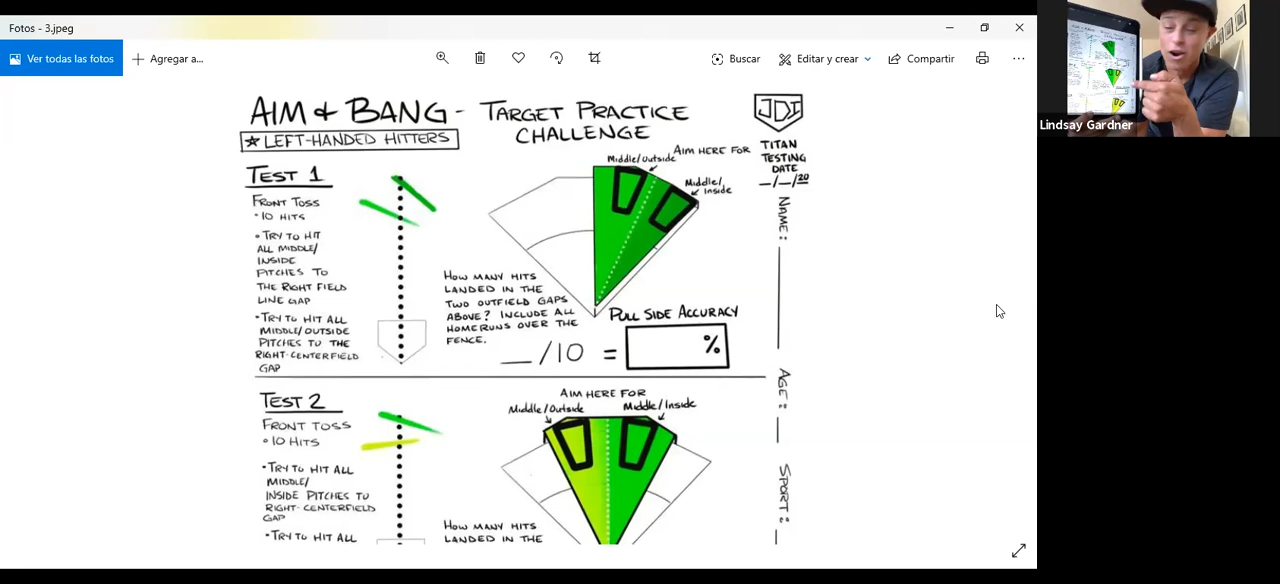 Fotos - 3.jpeg
Ver todas las fotos
Agregar a...
Buscar
Editar y crear
Compartir
AIM & BANG - TARGET PRACTICE
CHALLENGE
★ LEFT-HANDED HITTERS
JDI
TITAN
TESTING
DATE
_/_/20
NAME:
AGE:
SPORT:
TEST 1
FRONT TOSS
• 10 HITS
• TRY TO HIT
ALL MIDDLE/
INSIDE
PITCHES TO
THE RIGHT FIELD
LINE GAP
• TRY TO HIT ALL
MIDDLE/OUTSIDE
PITCHES TO THE
RIGHT-CENTERFIELD
GAP
AIM HERE FOR
Middle/Outside
Middle/
Inside
HOW MANY HITS
LANDED IN THE
TWO OUTFIELD GAPS
ABOVE? INCLUDE ALL
HOMERUNS OVER THE
FENCE.
PULL SIDE ACCURACY
__/10 = %
TEST 2
FRONT TOSS
• 10 HITS
• TRY TO HIT ALL
MIDDLE/
INSIDE PITCHES TO
RIGHT-CENTERFIELD
GAP
• TRY TO HIT ALL
AIM HERE FOR
Middle/Outside Middle/Inside
HOW MANY HITS
LANDED IN THE
Lindsay Gardner